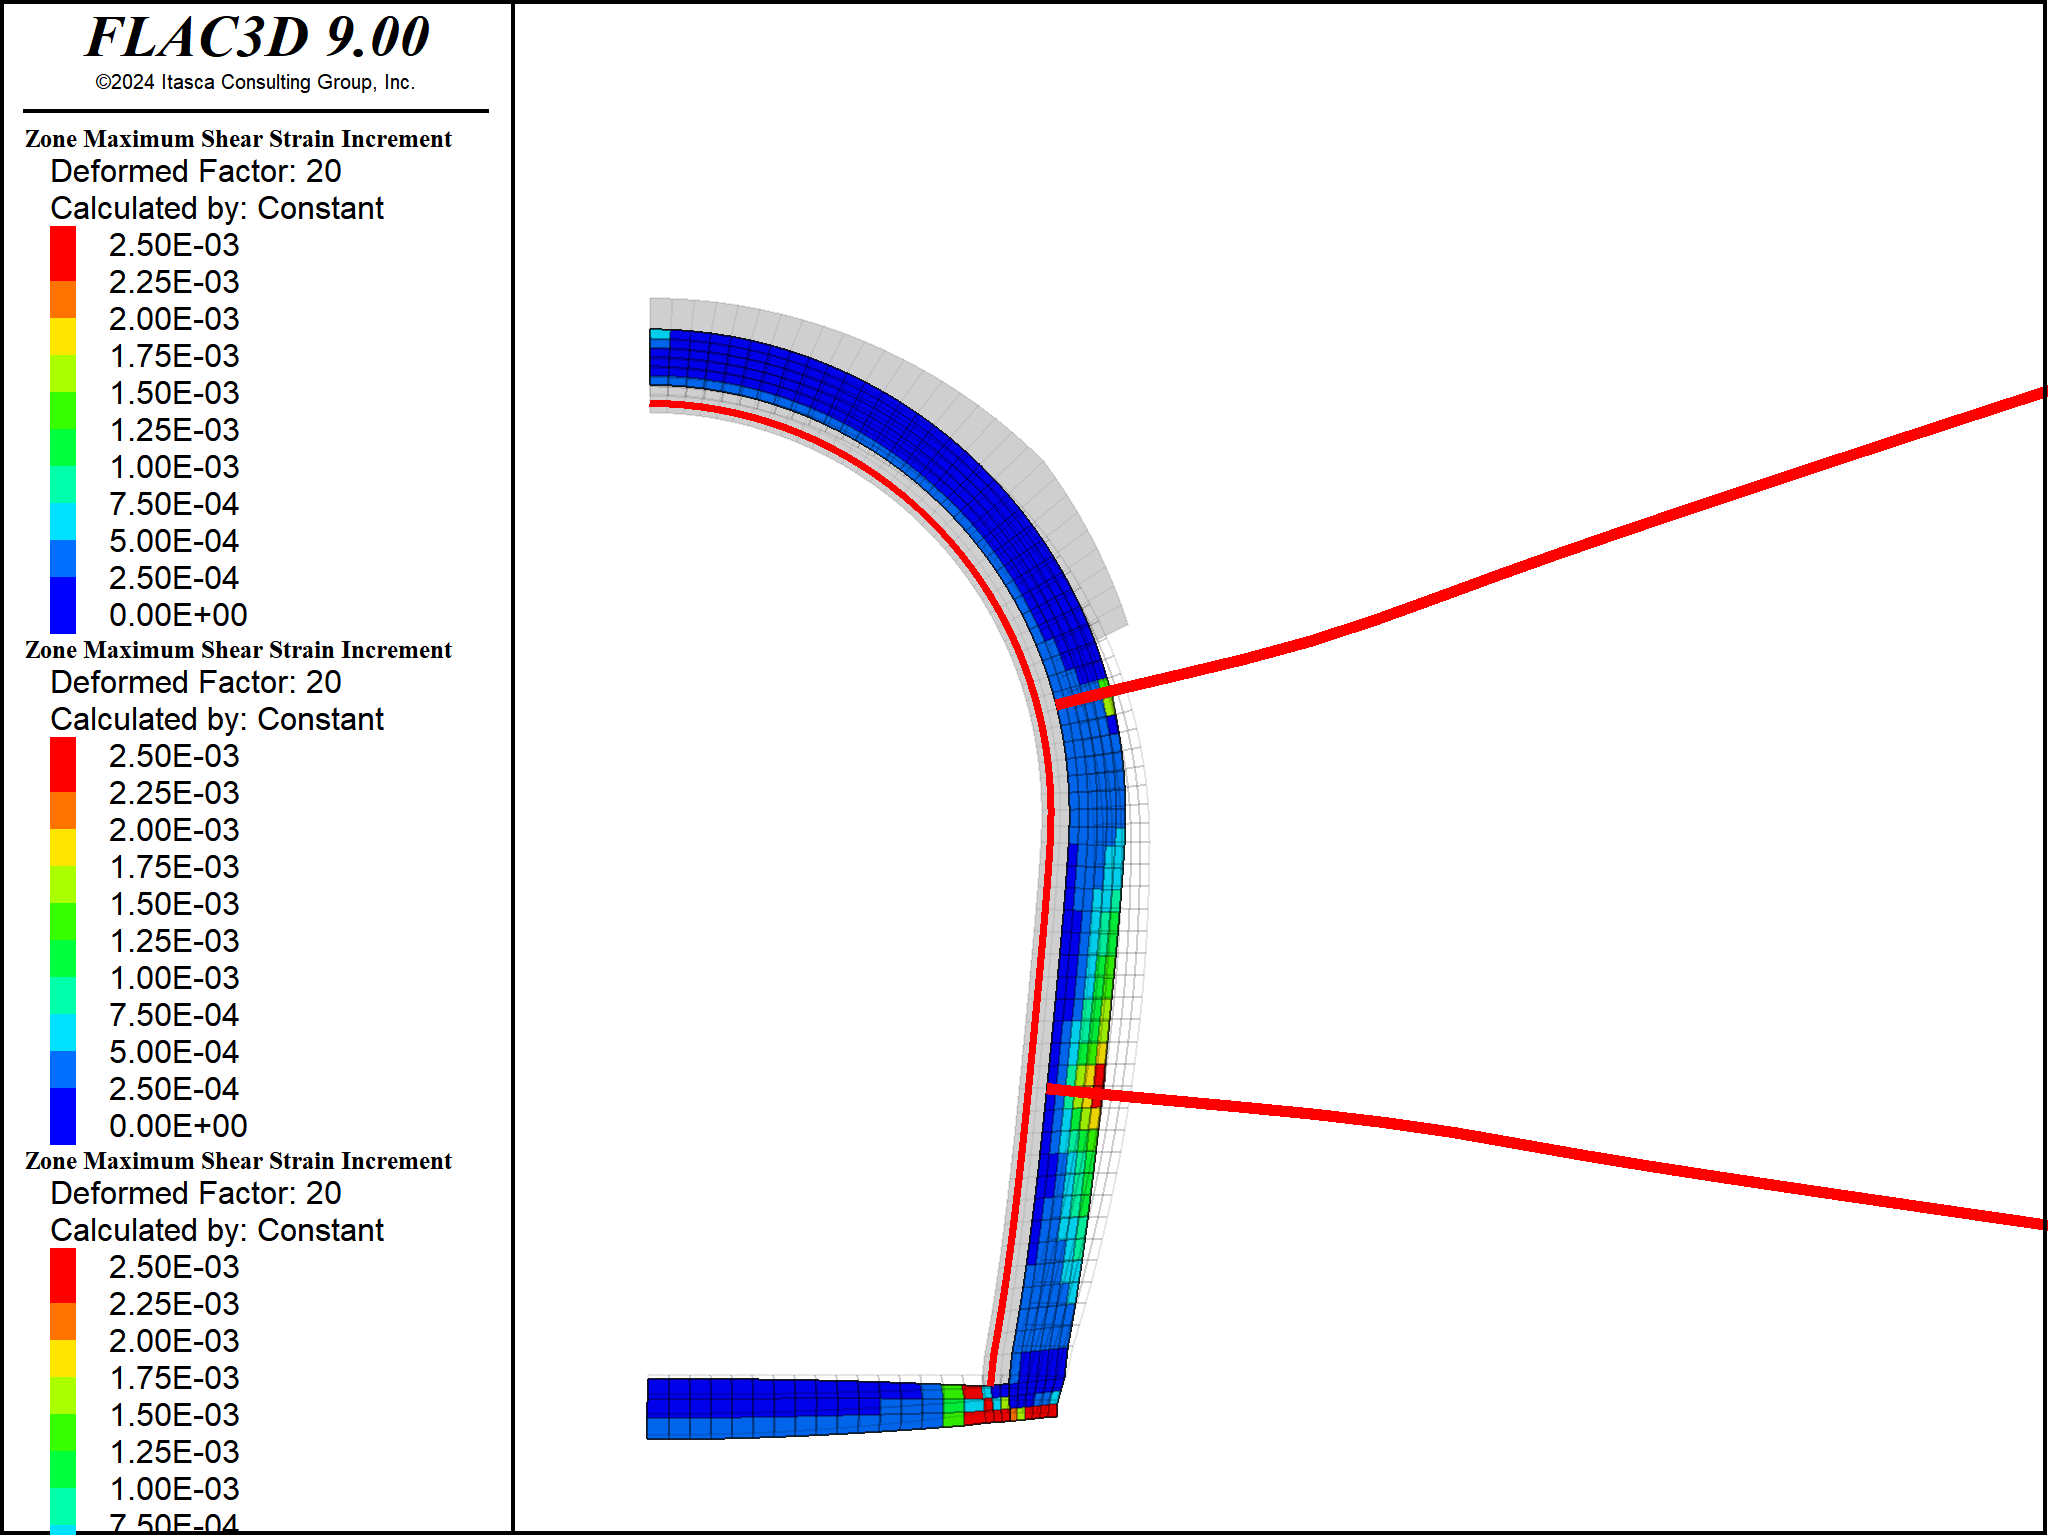 FLAC3D 9.00
©2024 Itasca Consulting Group, Inc.
Zone Maximum Shear Strain Increment
Deformed Factor: 20
Calculated by: Constant
2.50E-03
2.25E-03
2.00E-03
1.75E-03
1.50E-03
1.25E-03
1.00E-03
7.50E-04
5.00E-04
2.50E-04
0.00E+00
Zone Maximum Shear Strain Increment
Deformed Factor: 20
Calculated by: Constant
2.50E-03
2.25E-03
2.00E-03
1.75E-03
1.50E-03
1.25E-03
1.00E-03
7.50E-04
5.00E-04
2.50E-04
0.00E+00
Zone Maximum Shear Strain Increment
Deformed Factor: 20
Calculated by: Constant
2.50E-03
2.25E-03
2.00E-03
1.75E-03
1.50E-03
1.25E-03
1.00E-03
7.50E-04